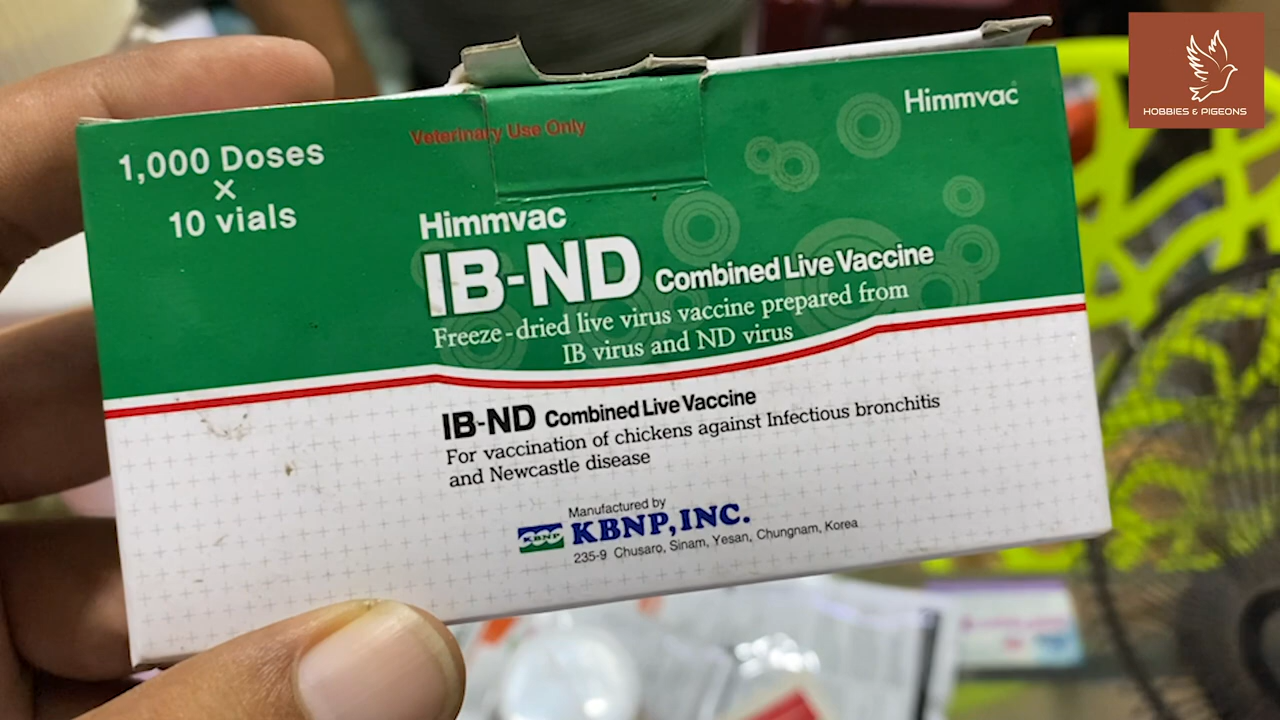 HOBBIES & PIGEONS
Himmvac
Veterinary Use Only
1,000 Doses
×
10 vials
Himmvac
IB-ND Combined Live Vaccine
Freeze-dried live virus vaccine prepared from
IB virus and ND virus
IB-ND Combined Live Vaccine
For vaccination of chickens against Infectious bronchitis
and Newcastle disease
Manufactured by
KBNP KBNP, INC.
235-9 Chusaro, Sinam, Yesan, Chungnam, Korea